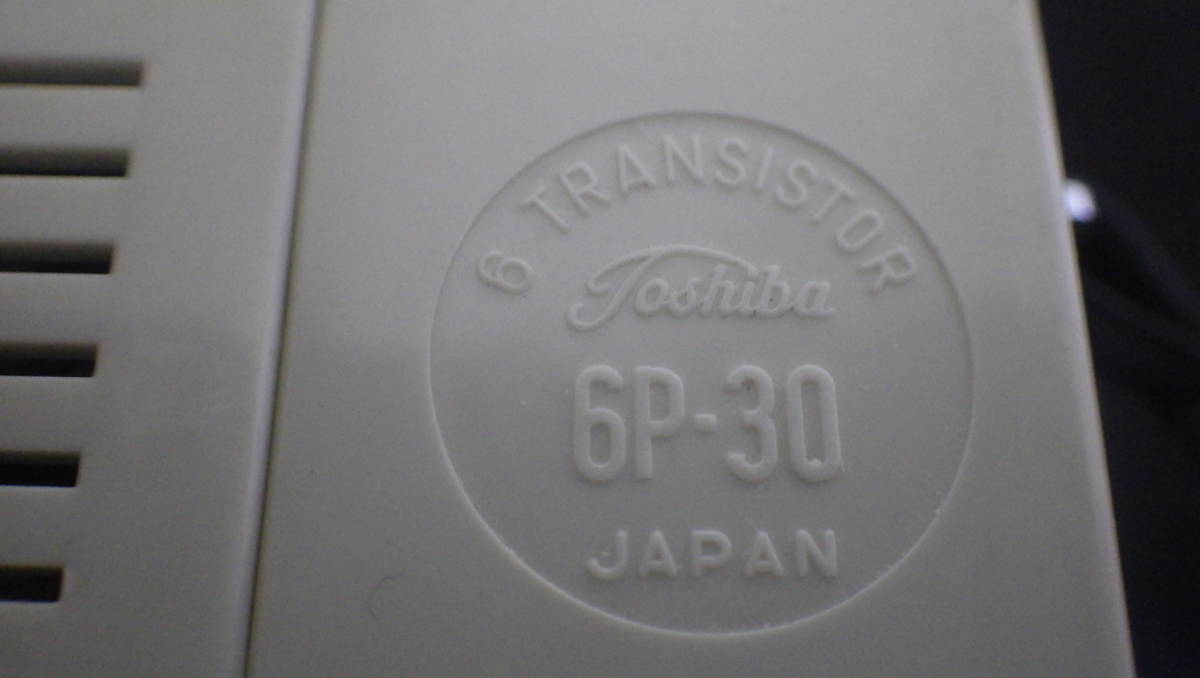 6 TRANSISTOR
Toshiba
6P-30
JAPAN